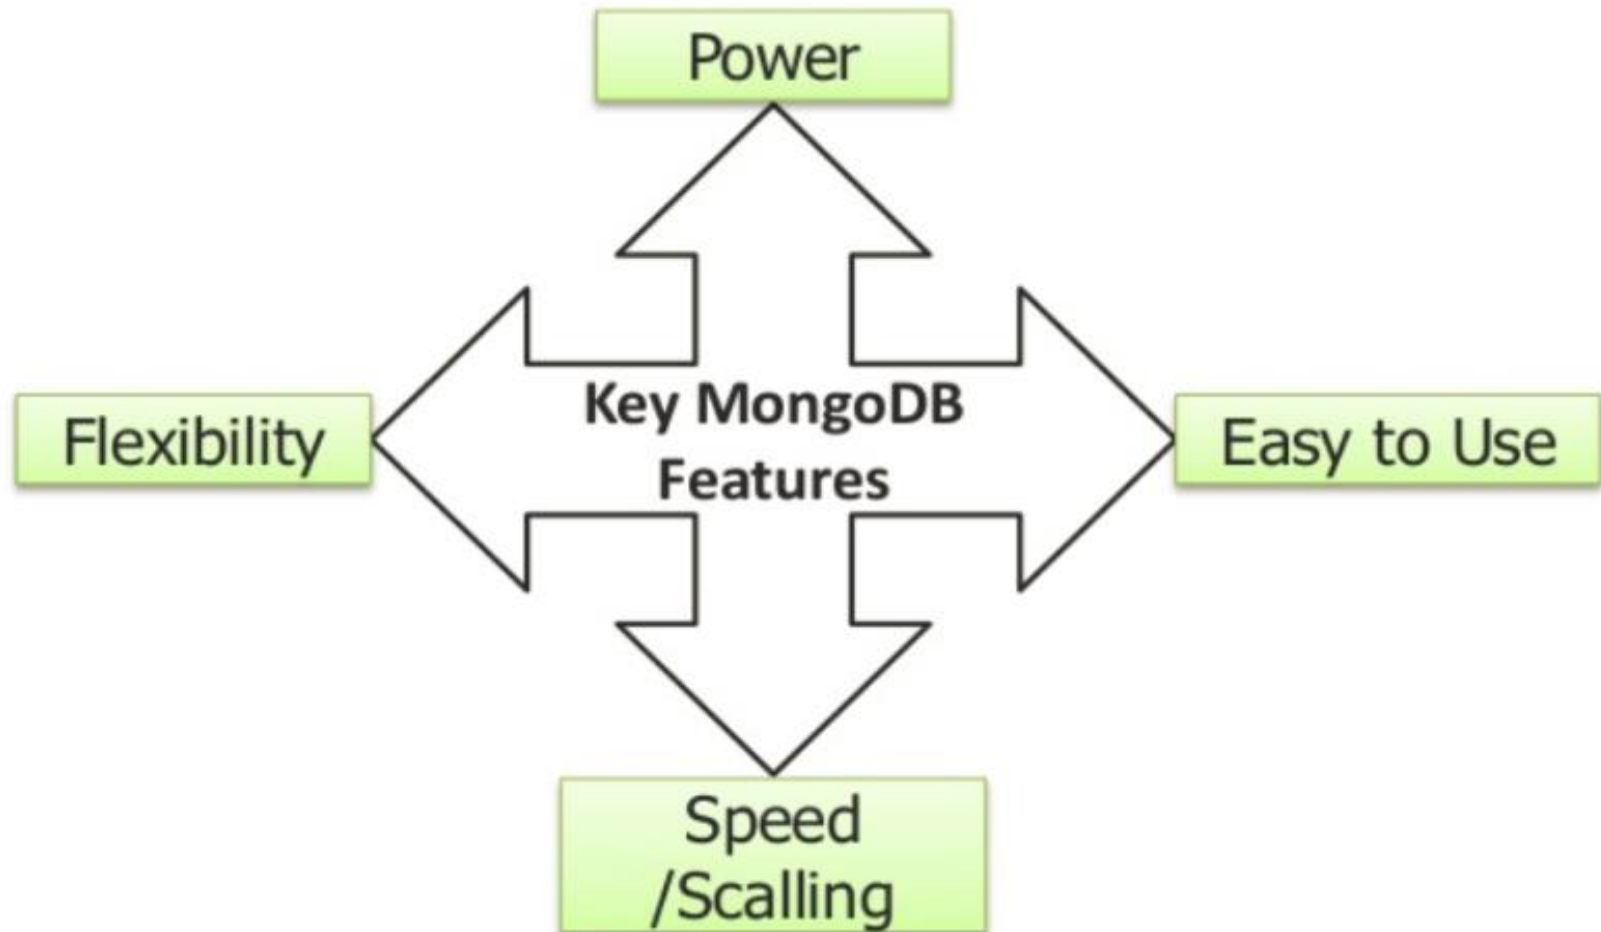 Power
Flexibility
Key MongoDB
Features
Easy to Use
Speed
/Scalling